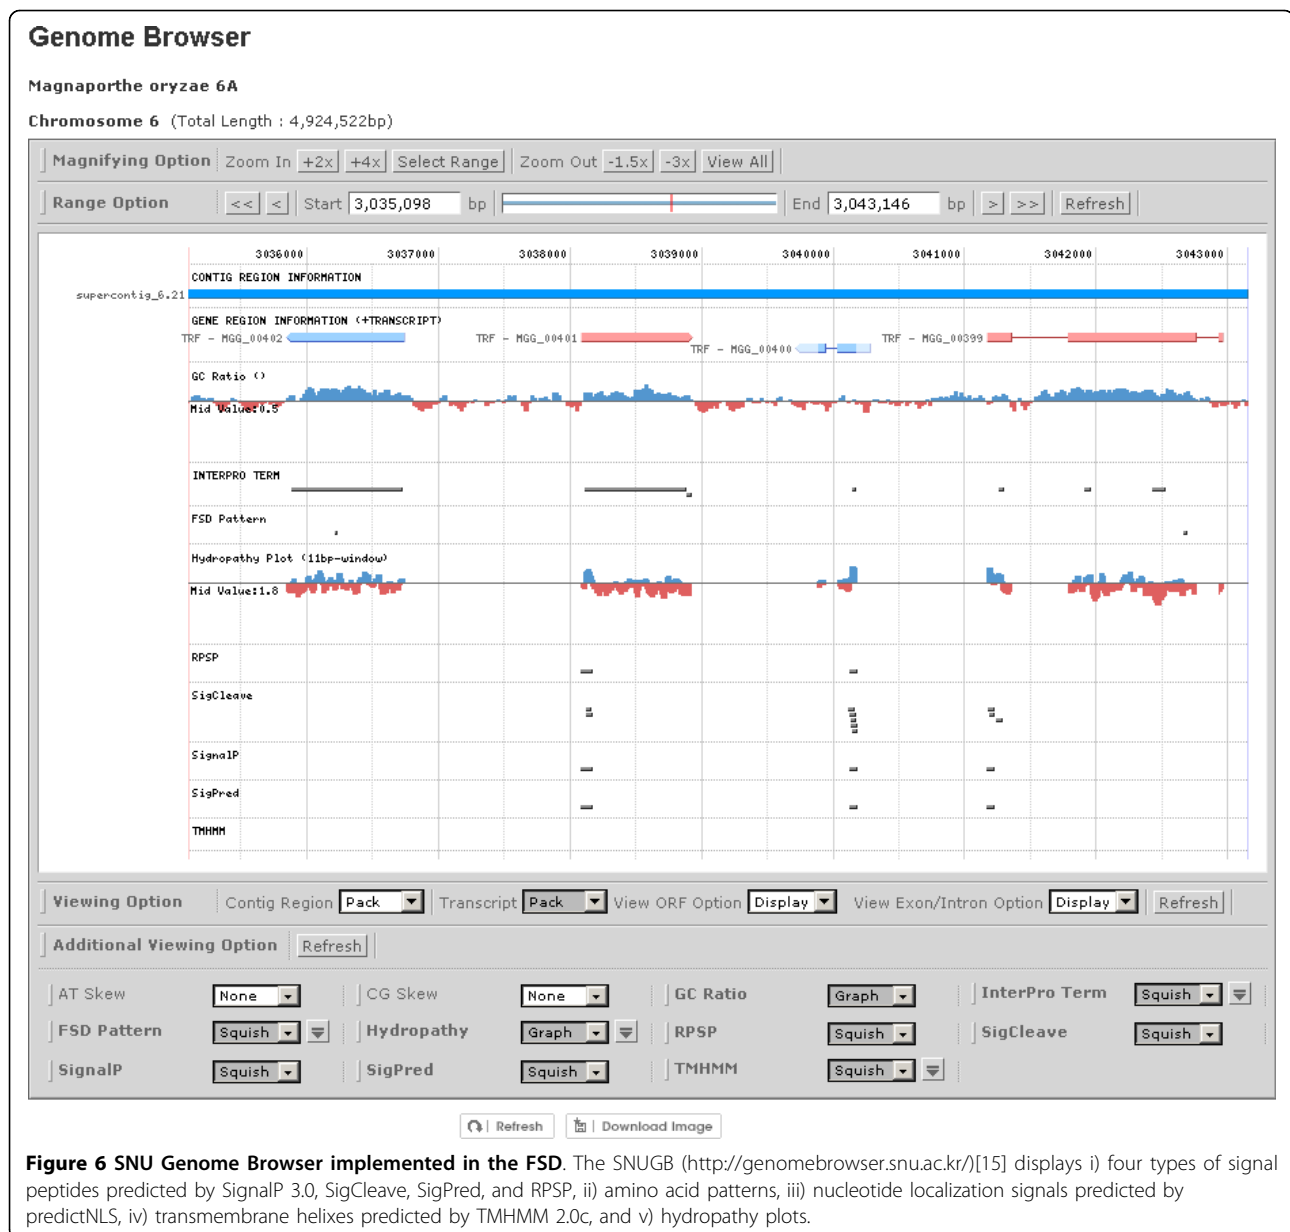 Genome Browser
Magnaporthe oryzae 6A
Chromosome 6 (Total Length : 4,924,522bp)
Magnifying Option Zoom In +2x +4x Select Range Zoom Out -1.5x -3x View All
Range Option << < Start 3,035,098 bp End 3,043,146 bp > >> Refresh
3036000 3037000 3038000 3039000 3040000 3041000 3042000 3043000
CONTIG REGION INFORMATION
supercontig_6.21
GENE REGION INFORMATION (+TRANSCRIPT)
TRF - MGG_00402 TRF - MGG_00401 TRF - MGG_00400 TRF - MGG_00399
GC Ratio ()
Mid Value:0.5
INTERPRO TERM
FSD Pattern
Hydropathy Plot (11bp-window)
Mid Value:1.8
RPSP
SigCleave
SignalP
SigPred
TMHMM
Viewing Option Contig Region Pack Transcript Pack View ORF Option Display View Exon/Intron Option Display Refresh
Additional Viewing Option Refresh
AT Skew None CG Skew None GC Ratio Graph InterPro Term Squish
FSD Pattern Squish Hydropathy Graph RPSP Squish SigCleave Squish
SignalP Squish SigPred Squish TMHMM Squish
Refresh Download Image
Figure 6 SNU Genome Browser implemented in the FSD. The SNUGB (http://genomebrowser.snu.ac.kr/)[15] displays i) four types of signal
peptides predicted by SignalP 3.0, SigCleave, SigPred, and RPSP, ii) amino acid patterns, iii) nucleotide localization signals predicted by
predictNLS, iv) transmembrane helixes predicted by TMHMM 2.0c, and v) hydropathy plots.